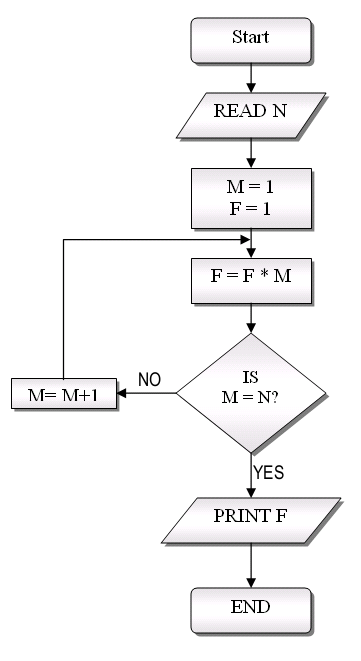 Start
READ N
M = 1
F = 1
F = F * M
IS
M = N?
NO
M= M+1
YES
PRINT F
END